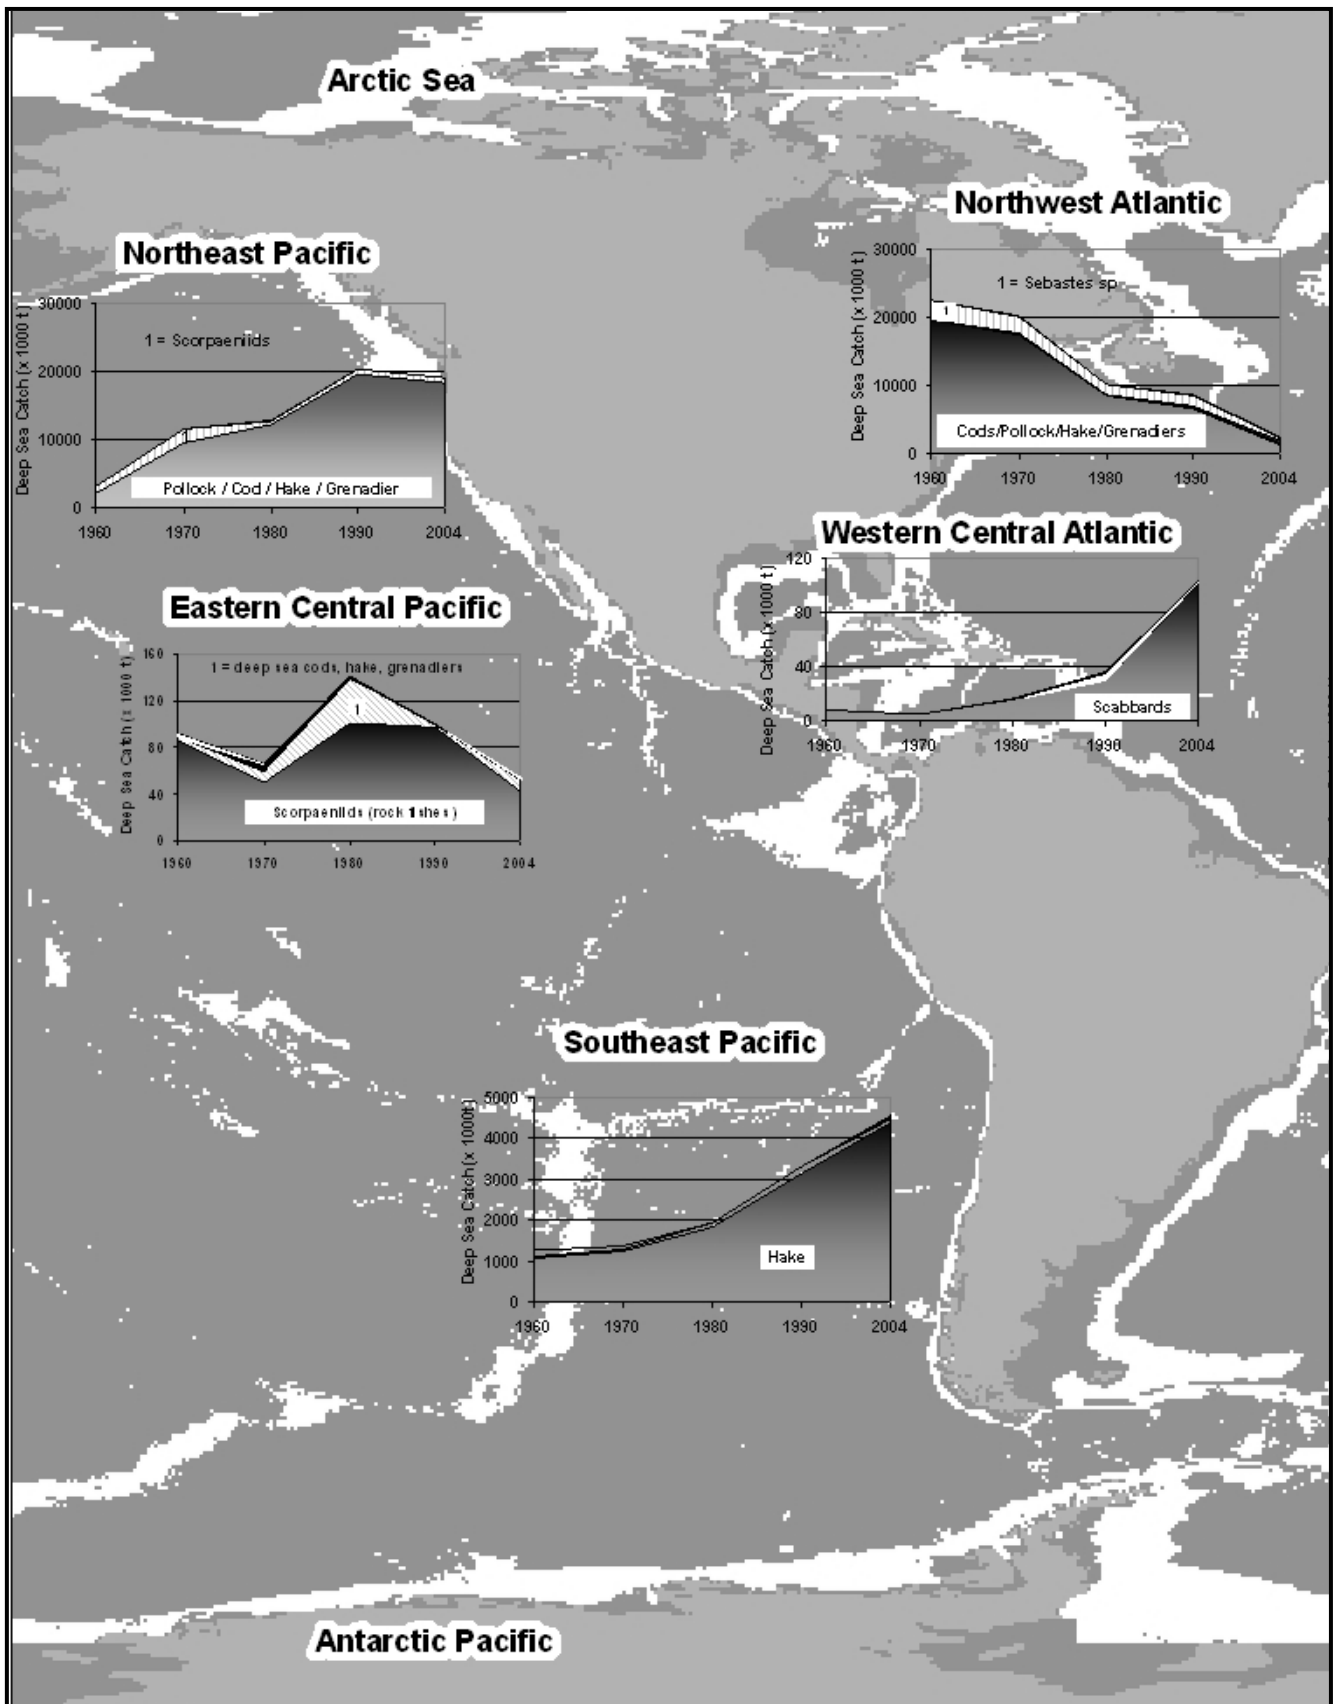 Arctic Sea
Northwest Atlantic
Deep Sea Catch (x 1000 t)
30000
20000
10000
0
1 = Sebastes sp
1
Cods/Pollock/Hake/Grenadiers
1960 1970 1980 1990 2004
Northeast Pacific
Deep Sea Catch (x 1000 t)
30000
20000
10000
0
1 = Scorpaeniids
Pollock / Cod / Hake / Grenadier
1960 1970 1980 1990 2004
Western Central Atlantic
Deep Sea Catch (x 1000 t)
120
80
40
0
Scabbards
1960 1970 1980 1990 2004
Eastern Central Pacific
Deep Sea Catch (x 1000 t)
160
120
80
40
0
1 = deep sea cods, hake, grenadiers
1
Scorpaeniids (rock fishes)
1960 1970 1980 1990 2004
Southeast Pacific
Deep Sea Catch (x 1000t)
5000
4000
3000
2000
1000
0
Hake
1960 1970 1980 1990 2004
Antarctic Pacific